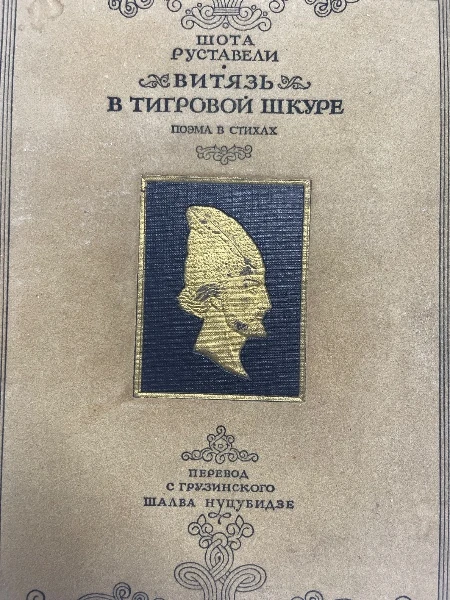 ШОТА
РУСТАВЕЛИ
ВИТЯЗЬ
В ТИГРОВОЙ ШКУРЕ
ПОЭМА В СТИХАХ
ПЕРЕВОД
С ГРУЗИНСКОГО
ШАЛВА НУЦУБИДЗЕ